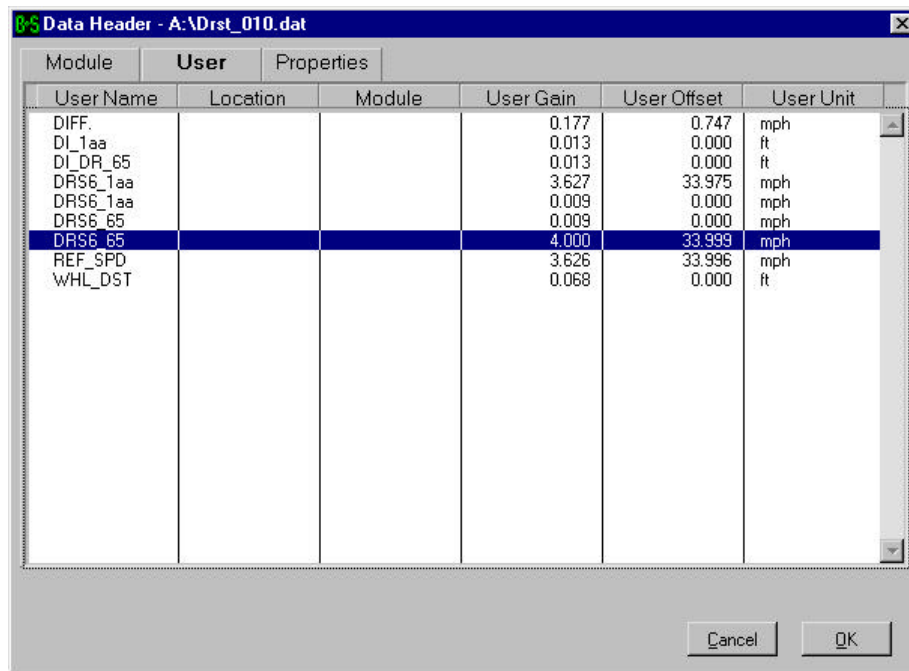 B&S Data Header - A:\Drst_010.dat
Module User Properties
User Name Location Module User Gain User Offset User Unit
DIFF. 0.177 0.747 mph
DI_1aa 0.013 0.000 ft
DI_DR_65 0.013 0.000 ft
DRS6_1aa 3.627 33.975 mph
DRS6_1aa 0.009 0.000 mph
DRS6_65 0.009 0.000 mph
DRS6_65 4.000 33.999 mph
REF_SPD 3.626 33.996 mph
WHL_DST 0.068 0.000 ft
Cancel OK